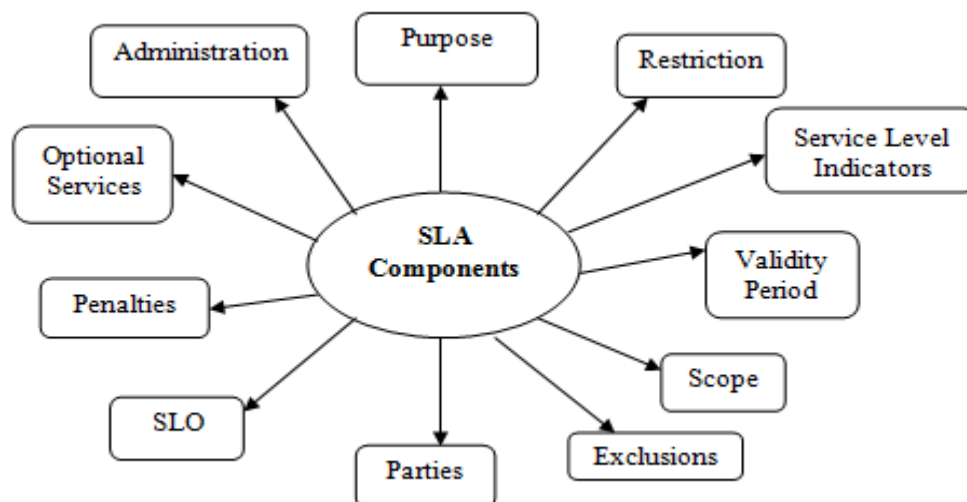 Purpose
Administration
Restriction
Service Level
Indicators
Optional
Services
SLA
Components
Validity
Period
Penalties
Scope
SLO
Exclusions
Parties